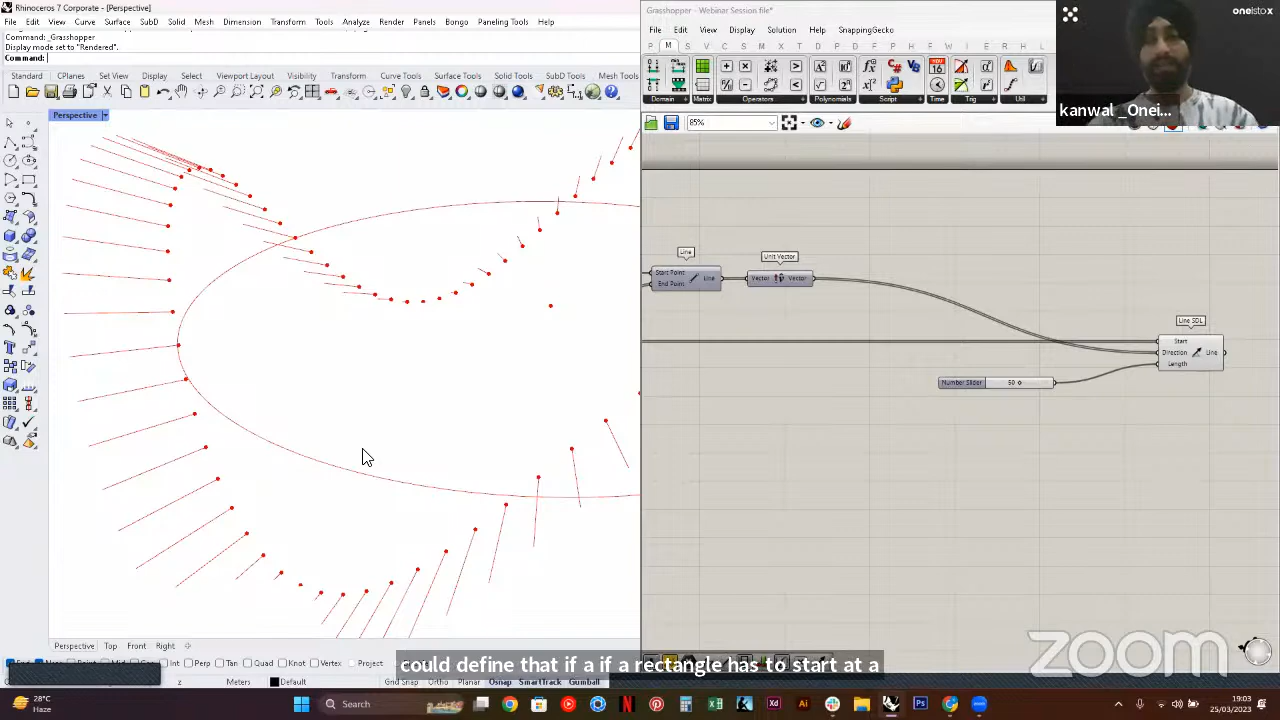 Rhinoceros 7 Corporate - [Perspective]
File Edit View Curve Surface SubD Solid Mesh Dimension Transform Tools Analyze Render Panels Bongo Paneling Tools Help
Command: _Grasshopper
Display mode set to "Rendered".
Command:
Standard CPlanes Set View Display Select Viewport Layout Visibility Transform Curve Tools Surface Tools Solid Tools SubD Tools Mesh Tools
Perspective
Perspective Top Front Right
Int Perp Tan Quad Knot Vertex Project
Z Meters Default Grid Snap Ortho Planar Osnap SmartTrack Gumball
Grasshopper - Webinar Session file*
File Edit View Display Solution Help SnappingGecko
P M S V C S M I T D P W K L E B F L H L
Domain Matrix Operators Polynomials Script Time Trig Util
85%
Line
Start Point
End Point
Line
Unit Vector
Vector Vector
Line SDL
Start
Direction Line
Length
Number Slider 50
oneistox
kanwal _Onei...
zoom
could define that if a if a rectangle has to start at a
28°C
Haze
Search
19:03
25/03/2023